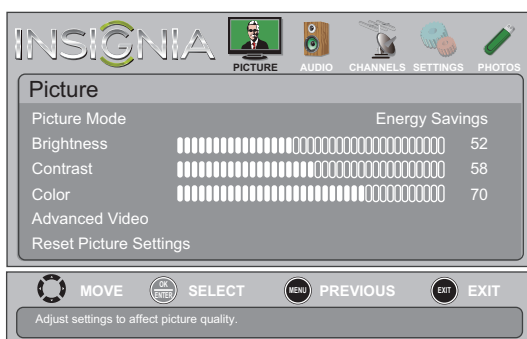 INSIGNIA
PICTURE AUDIO CHANNELS SETTINGS PHOTOS
Picture
Picture Mode Energy Savings
Brightness 52
Contrast 58
Color 70
Advanced Video
Reset Picture Settings
MOVE OK ENTER SELECT MENU PREVIOUS EXIT EXIT
Adjust settings to affect picture quality.